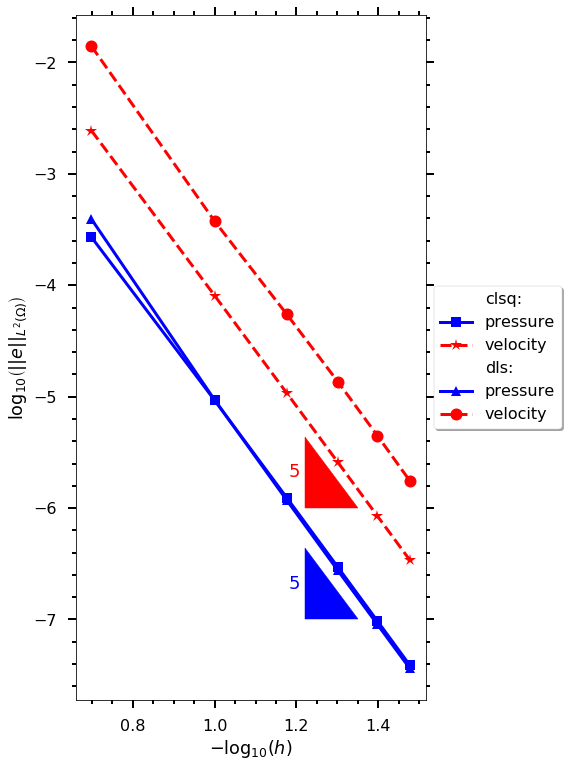 −2
−3
−4
−5
−6
−7
log₁₀(||e||_{L²(Ω)})
5
5
0.8 1.0 1.2 1.4
−log₁₀(h)
clsq:
pressure
velocity
dls:
pressure
velocity